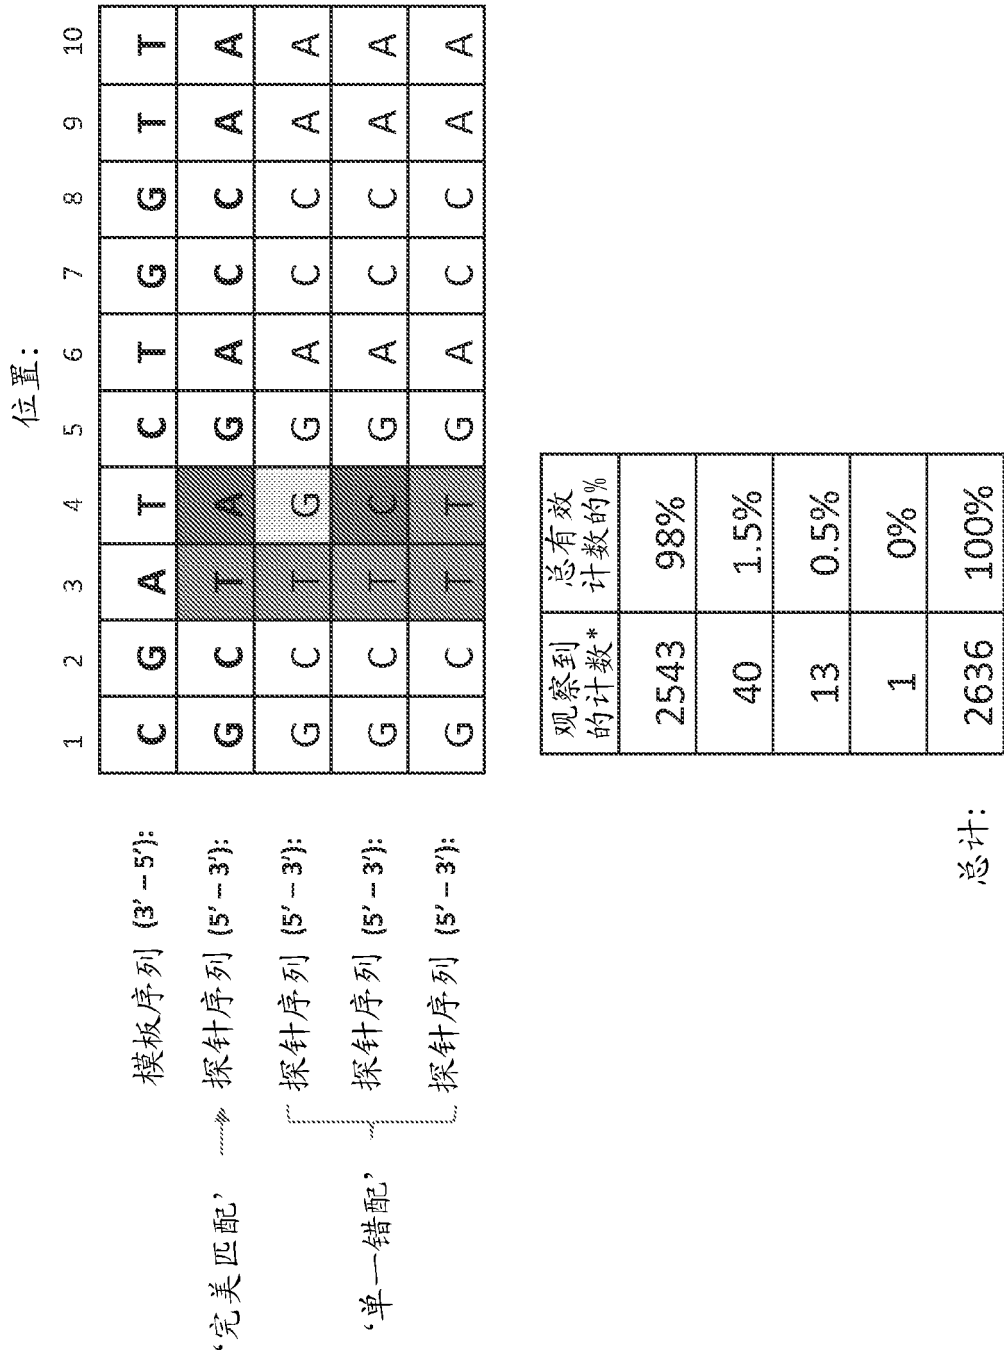 位置:
1 2 3 4 5 6 7 8 9 10
模板序列 (3’ – 5’): C G A T C T G G T T
‘完美匹配’ 探针序列 (5’ – 3’): G C T A G A C C A A
探针序列 (5’ – 3’): G C T G G A C C A A
‘单一错配’ 探针序列 (5’ – 3’): G C T C G A C C A A
探针序列 (5’ – 3’): G C T T G A C C A A
观察到 总有效
的计数* 计数的%
2543 98%
40 1.5%
13 0.5%
1 0%
总计: 2636 100%